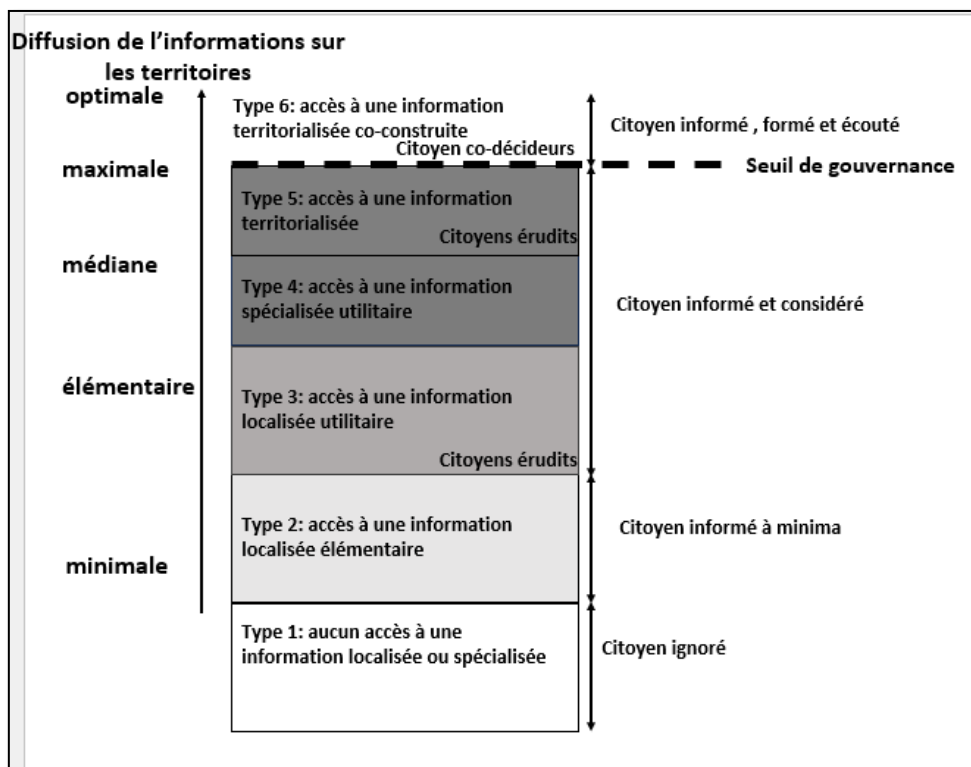 Diffusion de l'informations sur
les territoires
optimale
Type 6: accès à une information
territorialisée co-construite
Citoyen co-décideurs
Citoyen informé , formé et écouté
maximale
Seuil de gouvernance
Type 5: accès à une information
territorialisée
Citoyens érudits
médiane
Type 4: accès à une information
spécialisée utilitaire
Citoyen informé et considéré
élémentaire
Type 3: accès à une information
localisée utilitaire
Citoyens érudits
Type 2: accès à une information
localisée élémentaire
Citoyen informé à minima
minimale
Type 1: aucun accès à une
information localisée ou spécialisée
Citoyen ignoré